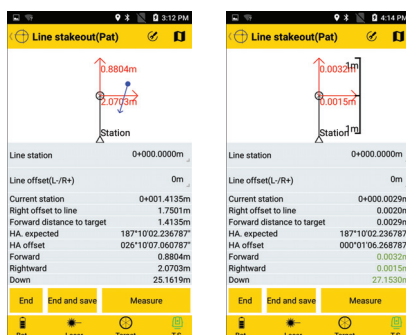 3:12 PM
Line stakeout(Pat)
0.8804m
2.0703m
Station
Line station 0+000.0000m
Line offset(L-/R+) 0m
Current station 0+001.4135m
Right offset to line 1.7501m
Forward distance to target 1.4135m
HA. expected 187°10'02.236787"
HA offset 026°10'07.060787"
Forward 0.8804m
Rightward 2.0703m
Down 25.1619m
End End and save Measure
4:14 PM
Line stakeout(Pat)
0.0032m
1m
0.0015m
Station
1m
Line station 0+000.0000m
Line offset(L-/R+) 0m
Current station 0+000.0029m
Right offset to line 0.0020m
Forward distance to target 0.0029m
HA. expected 187°10'02.236787"
HA offset 000°01'06.268787"
Forward 0.0032m
Rightward 0.0015m
Down 27.1530m
End End and save Measure